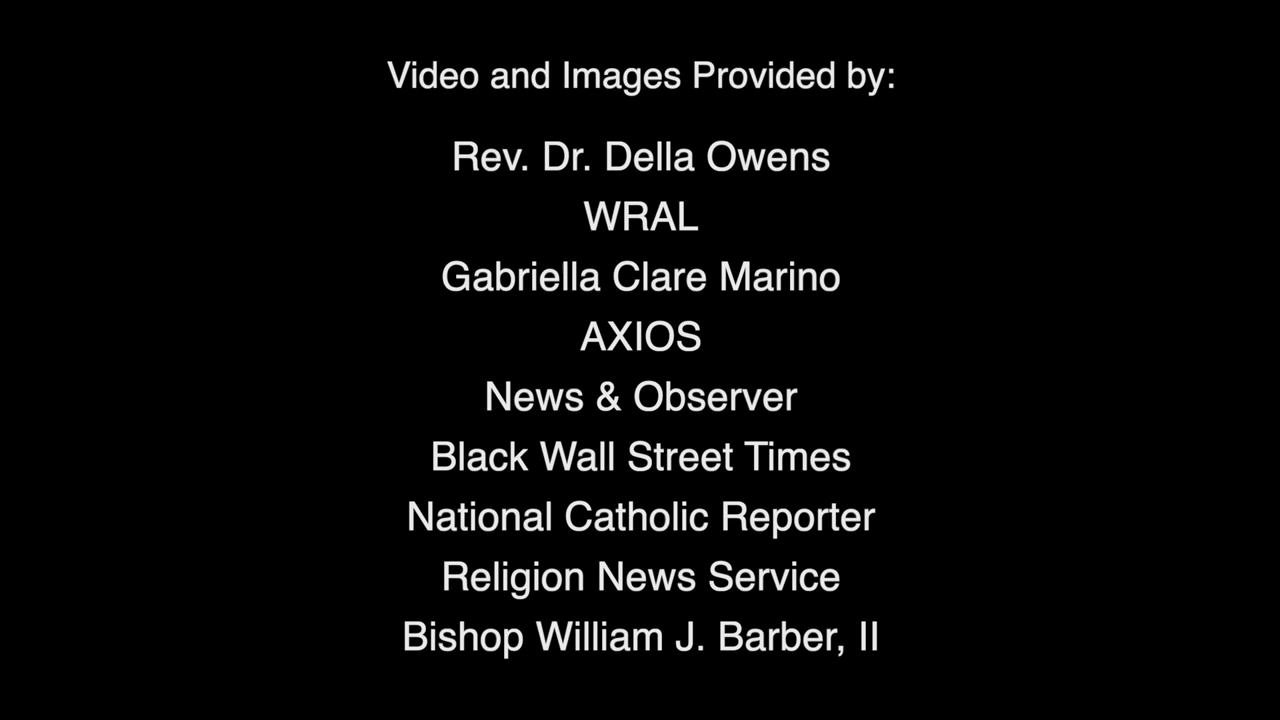 Video and Images Provided by:
Rev. Dr. Della Owens
WRAL
Gabriella Clare Marino
AXIOS
News & Observer
Black Wall Street Times
National Catholic Reporter
Religion News Service
Bishop William J. Barber, II